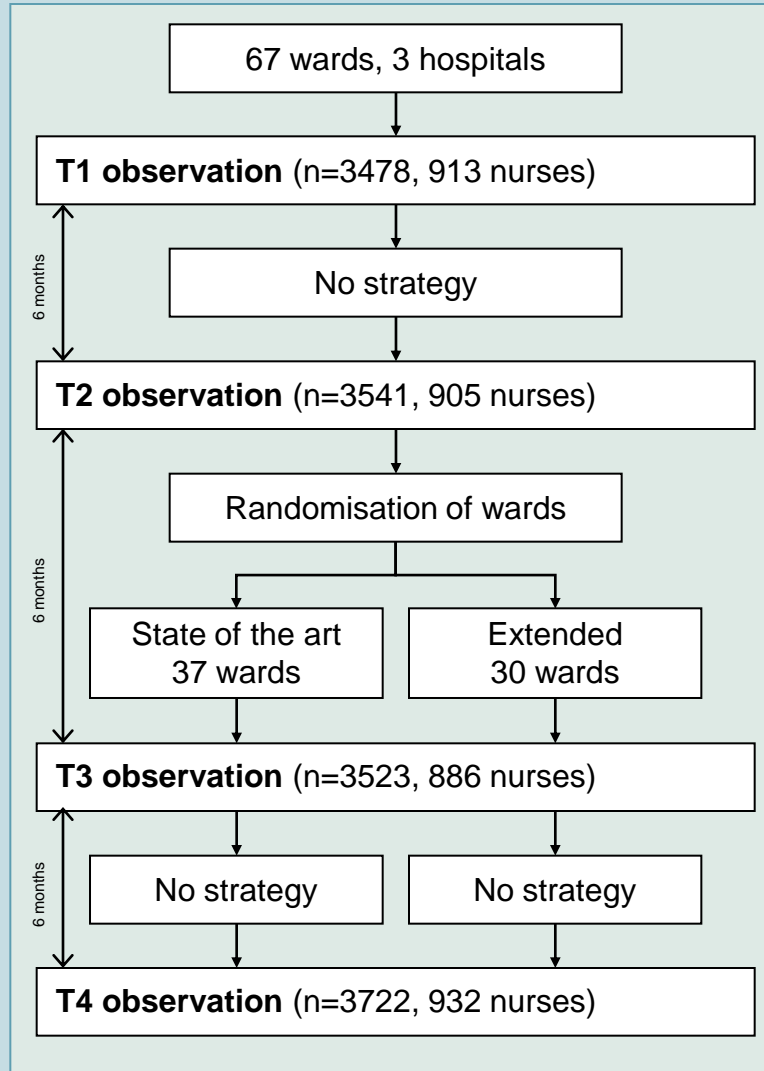 67 wards, 3 hospitals
T1 observation (n=3478, 913 nurses)
6 months
No strategy
T2 observation (n=3541, 905 nurses)
6 months
Randomisation of wards
State of the art
37 wards
Extended
30 wards
T3 observation (n=3523, 886 nurses)
6 months
No strategy
No strategy
T4 observation (n=3722, 932 nurses)